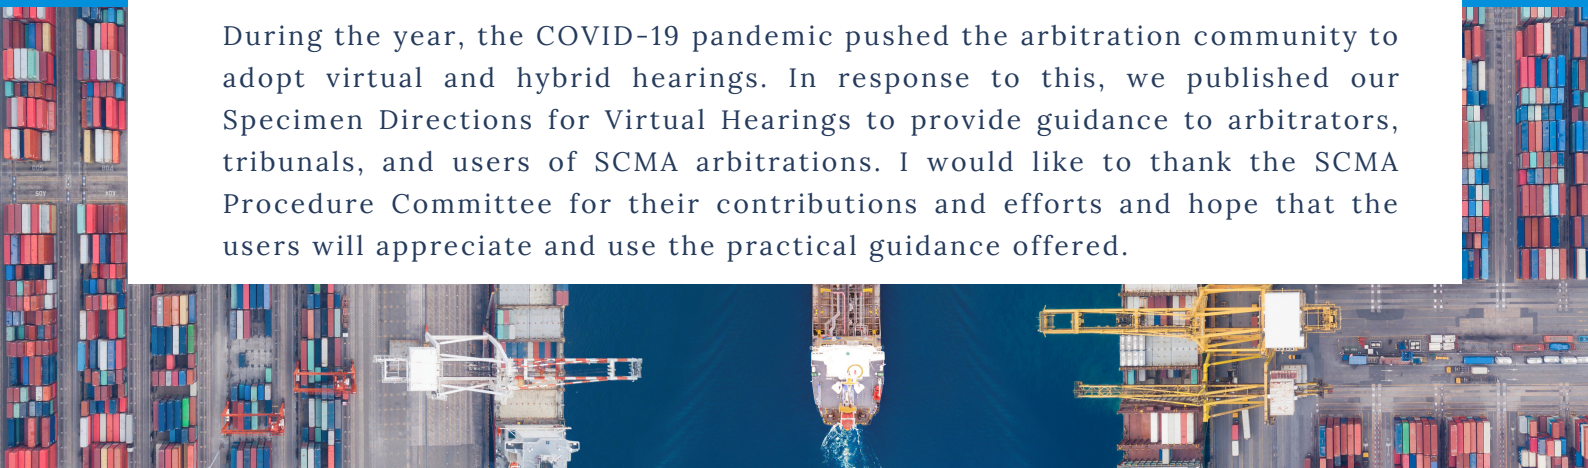 During the year, the COVID-19 pandemic pushed the arbitration community to
adopt virtual and hybrid hearings. In response to this, we published our
Specimen Directions for Virtual Hearings to provide guidance to arbitrators,
tribunals, and users of SCMA arbitrations. I would like to thank the SCMA
Procedure Committee for their contributions and efforts and hope that the
users will appreciate and use the practical guidance offered.